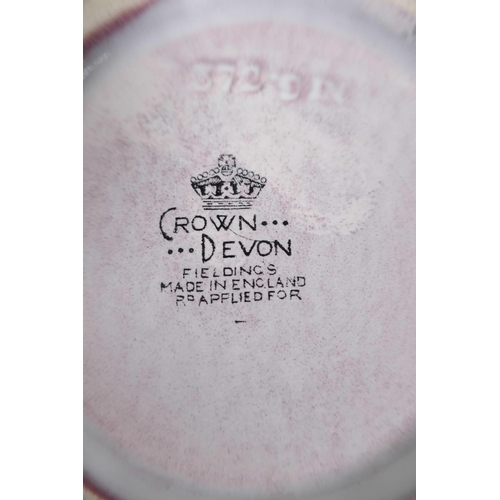 CROWN...
...DEVON
FIELDINGS
MADE IN ENGLAND
RD APPLIED FOR